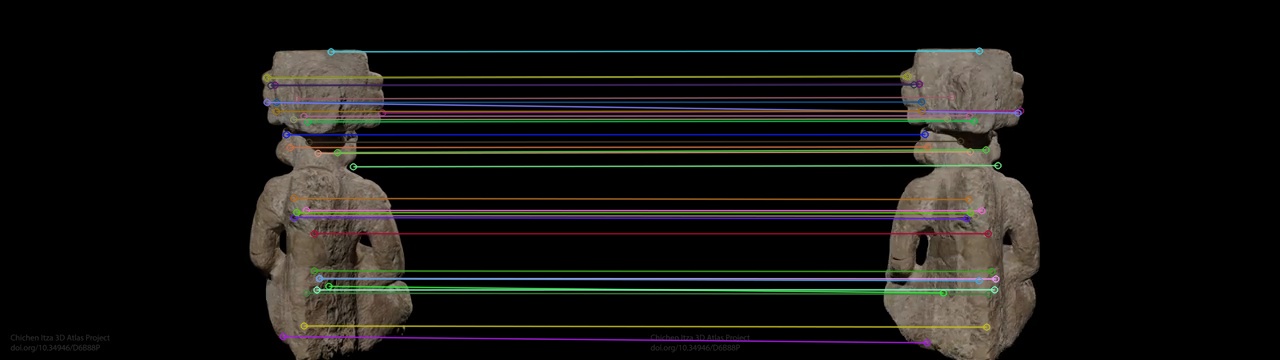 Chichen Itza 3D Atlas Project
doi.org/10.34946/D6B88P
Chichen Itza 3D Atlas Project
doi.org/10.34946/D6B88P